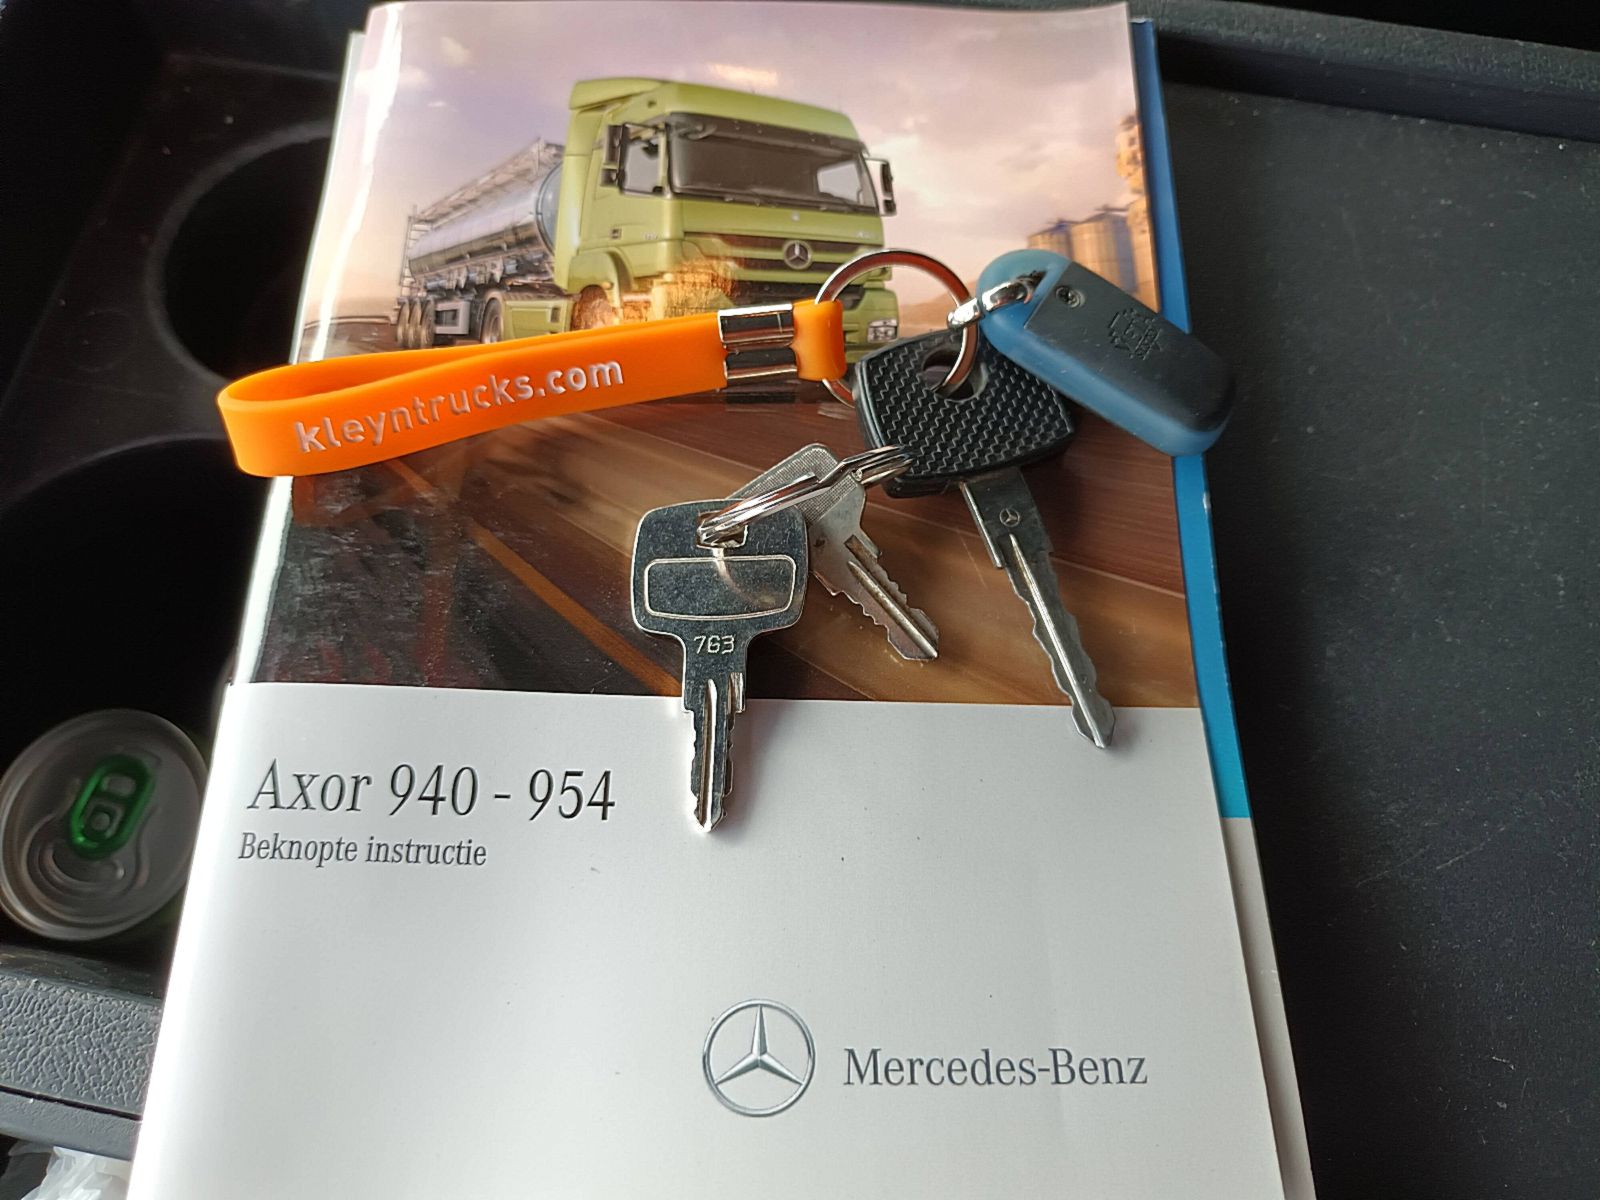 kleyntrucks.com
763
Axor 940 - 954
Beknopte instructie
Mercedes-Benz